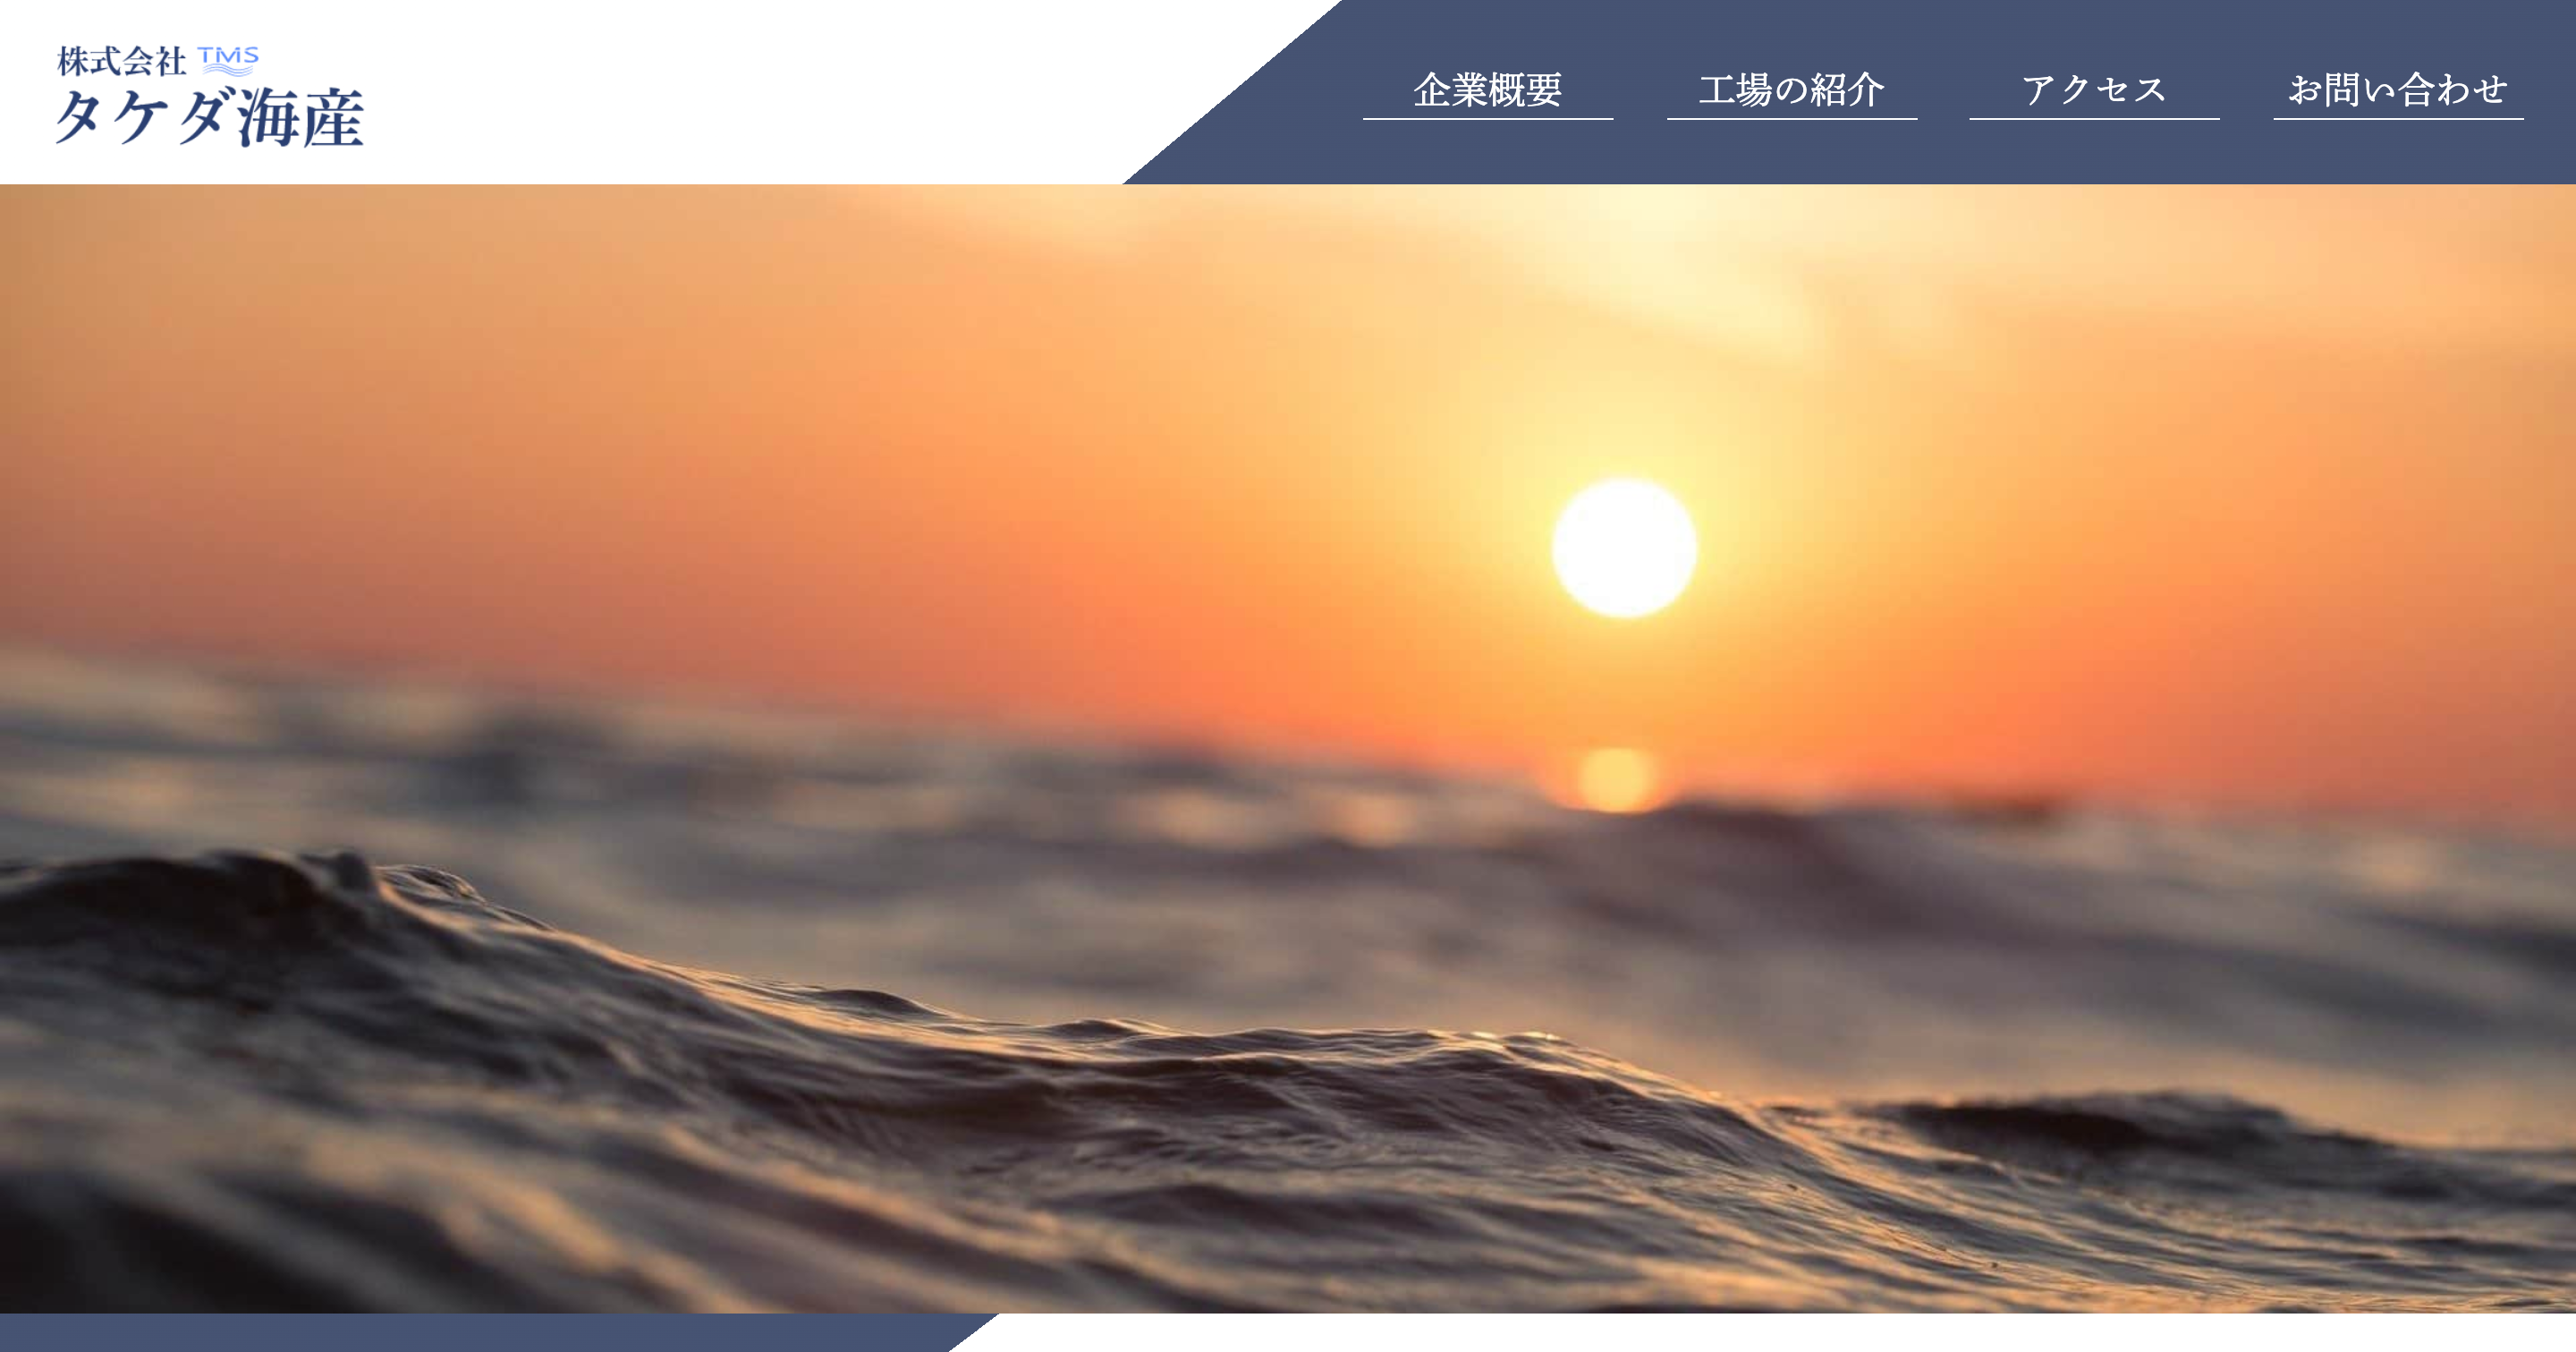 株式会社 TMS
タケダ海産
企業概要
工場の紹介
アクセス
お問い合わせ